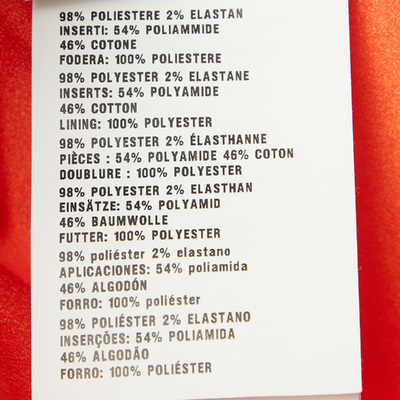 98% POLIESTERE 2% ELASTAN
INSERTI: 54% POLIAMMIDE
46% COTONE
FODERA: 100% POLIESTERE
98% POLYESTER 2% ELASTANE
INSERTS: 54% POLYAMIDE
46% COTTON
LINING: 100% POLYESTER
98% POLYESTER 2% ÉLASTHANNE
PIÈCES : 54% POLYAMIDE 46% COTON
DOUBLURE : 100% POLYESTER
98% POLYESTER 2% ELASTHAN
EINSÄTZE: 54% POLYAMID
46% BAUMWOLLE
FUTTER: 100% POLYESTER
98% poliéster 2% elastano
APLICACIONES: 54% poliamida
46% ALGODÓN
FORRO: 100% poliéster
98% POLIÉSTER 2% ELASTANO
INSERÇÕES: 54% POLIAMIDA
46% ALGODÃO
FORRO: 100% POLIÉSTER